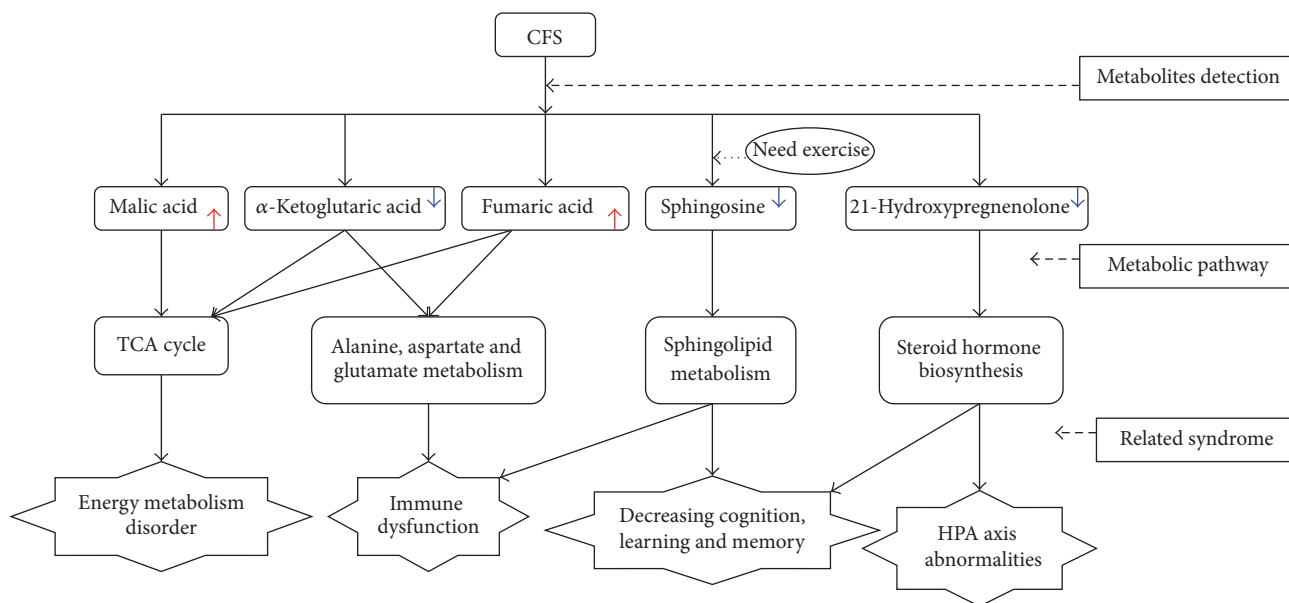 CFS
Metabolites detection
Need exercise
Malic acid ↑
α-Ketoglutaric acid ↓
Fumaric acid ↑
Sphingosine ↓
21-Hydroxypregnenolone ↓
Metabolic pathway
TCA cycle
Alanine, aspartate and
glutamate metabolism
Sphingolipid
metabolism
Steroid hormone
biosynthesis
Related syndrome
Energy metabolism
disorder
Immune
dysfunction
Decreasing cognition,
learning and memory
HPA axis
abnormalities